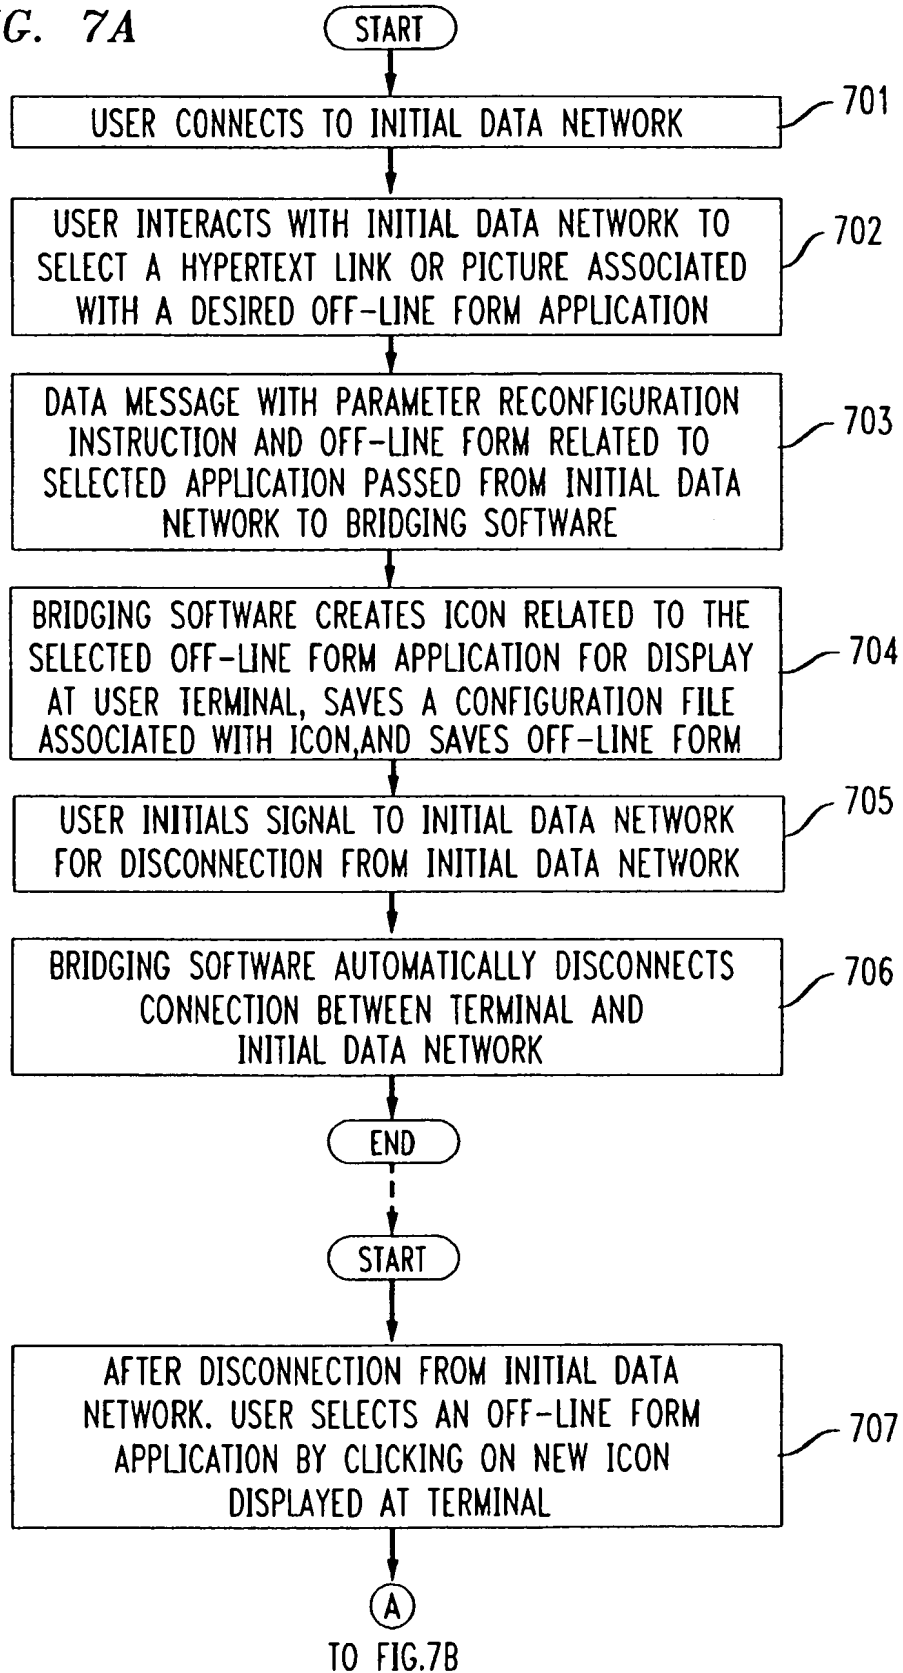 G. 7A
START
USER CONNECTS TO INITIAL DATA NETWORK
701
USER INTERACTS WITH INITIAL DATA NETWORK TO
SELECT A HYPERTEXT LINK OR PICTURE ASSOCIATED
WITH A DESIRED OFF-LINE FORM APPLICATION
702
DATA MESSAGE WITH PARAMETER RECONFIGURATION
INSTRUCTION AND OFF-LINE FORM RELATED TO
SELECTED APPLICATION PASSED FROM INITIAL DATA
NETWORK TO BRIDGING SOFTWARE
703
BRIDGING SOFTWARE CREATES ICON RELATED TO THE
SELECTED OFF-LINE FORM APPLICATION FOR DISPLAY
AT USER TERMINAL, SAVES A CONFIGURATION FILE
ASSOCIATED WITH ICON,AND SAVES OFF-LINE FORM
704
USER INITIALS SIGNAL TO INITIAL DATA NETWORK
FOR DISCONNECTION FROM INITIAL DATA NETWORK
705
BRIDGING SOFTWARE AUTOMATICALLY DISCONNECTS
CONNECTION BETWEEN TERMINAL AND
INITIAL DATA NETWORK
706
END
START
AFTER DISCONNECTION FROM INITIAL DATA
NETWORK. USER SELECTS AN OFF-LINE FORM
APPLICATION BY CLICKING ON NEW ICON
DISPLAYED AT TERMINAL
707
A
TO FIG.7B